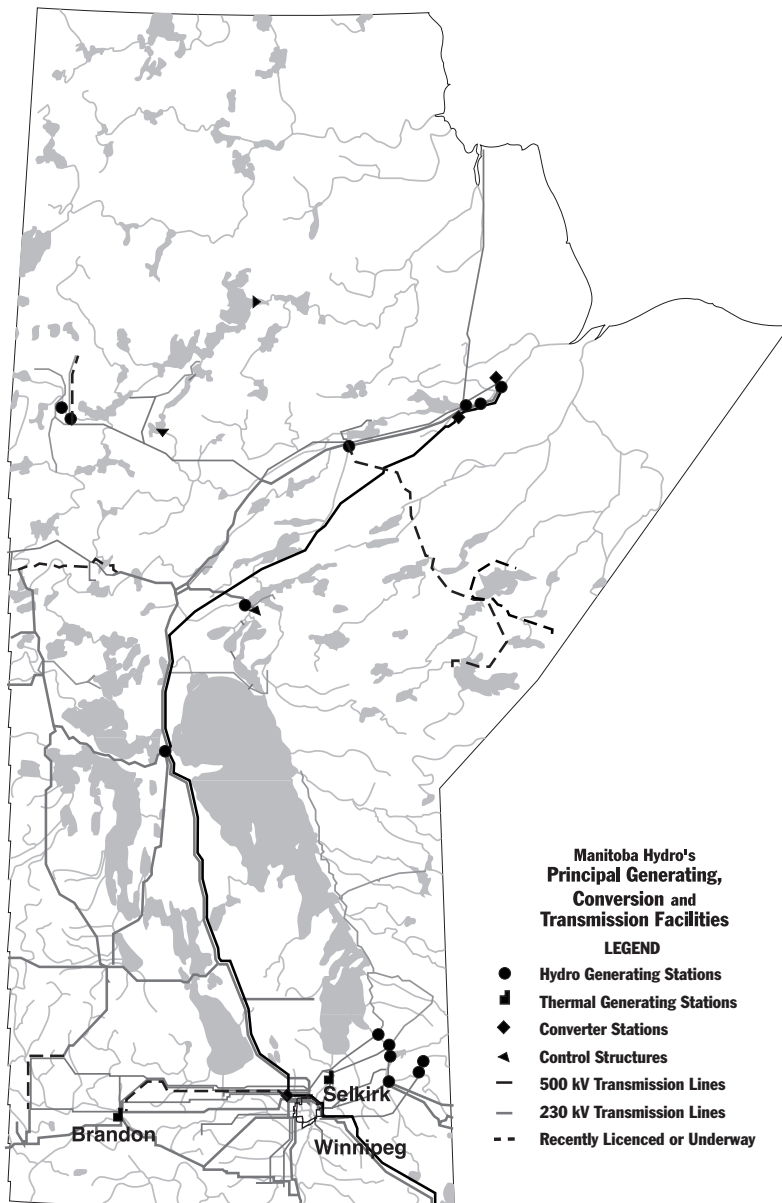 Manitoba Hydro's
Principal Generating,
Conversion and
Transmission Facilities
LEGEND
Hydro Generating Stations
Thermal Generating Stations
Converter Stations
Control Structures
500 kV Transmission Lines
230 kV Transmission Lines
Recently Licenced or Underway
Selkirk
Brandon
Winnipeg